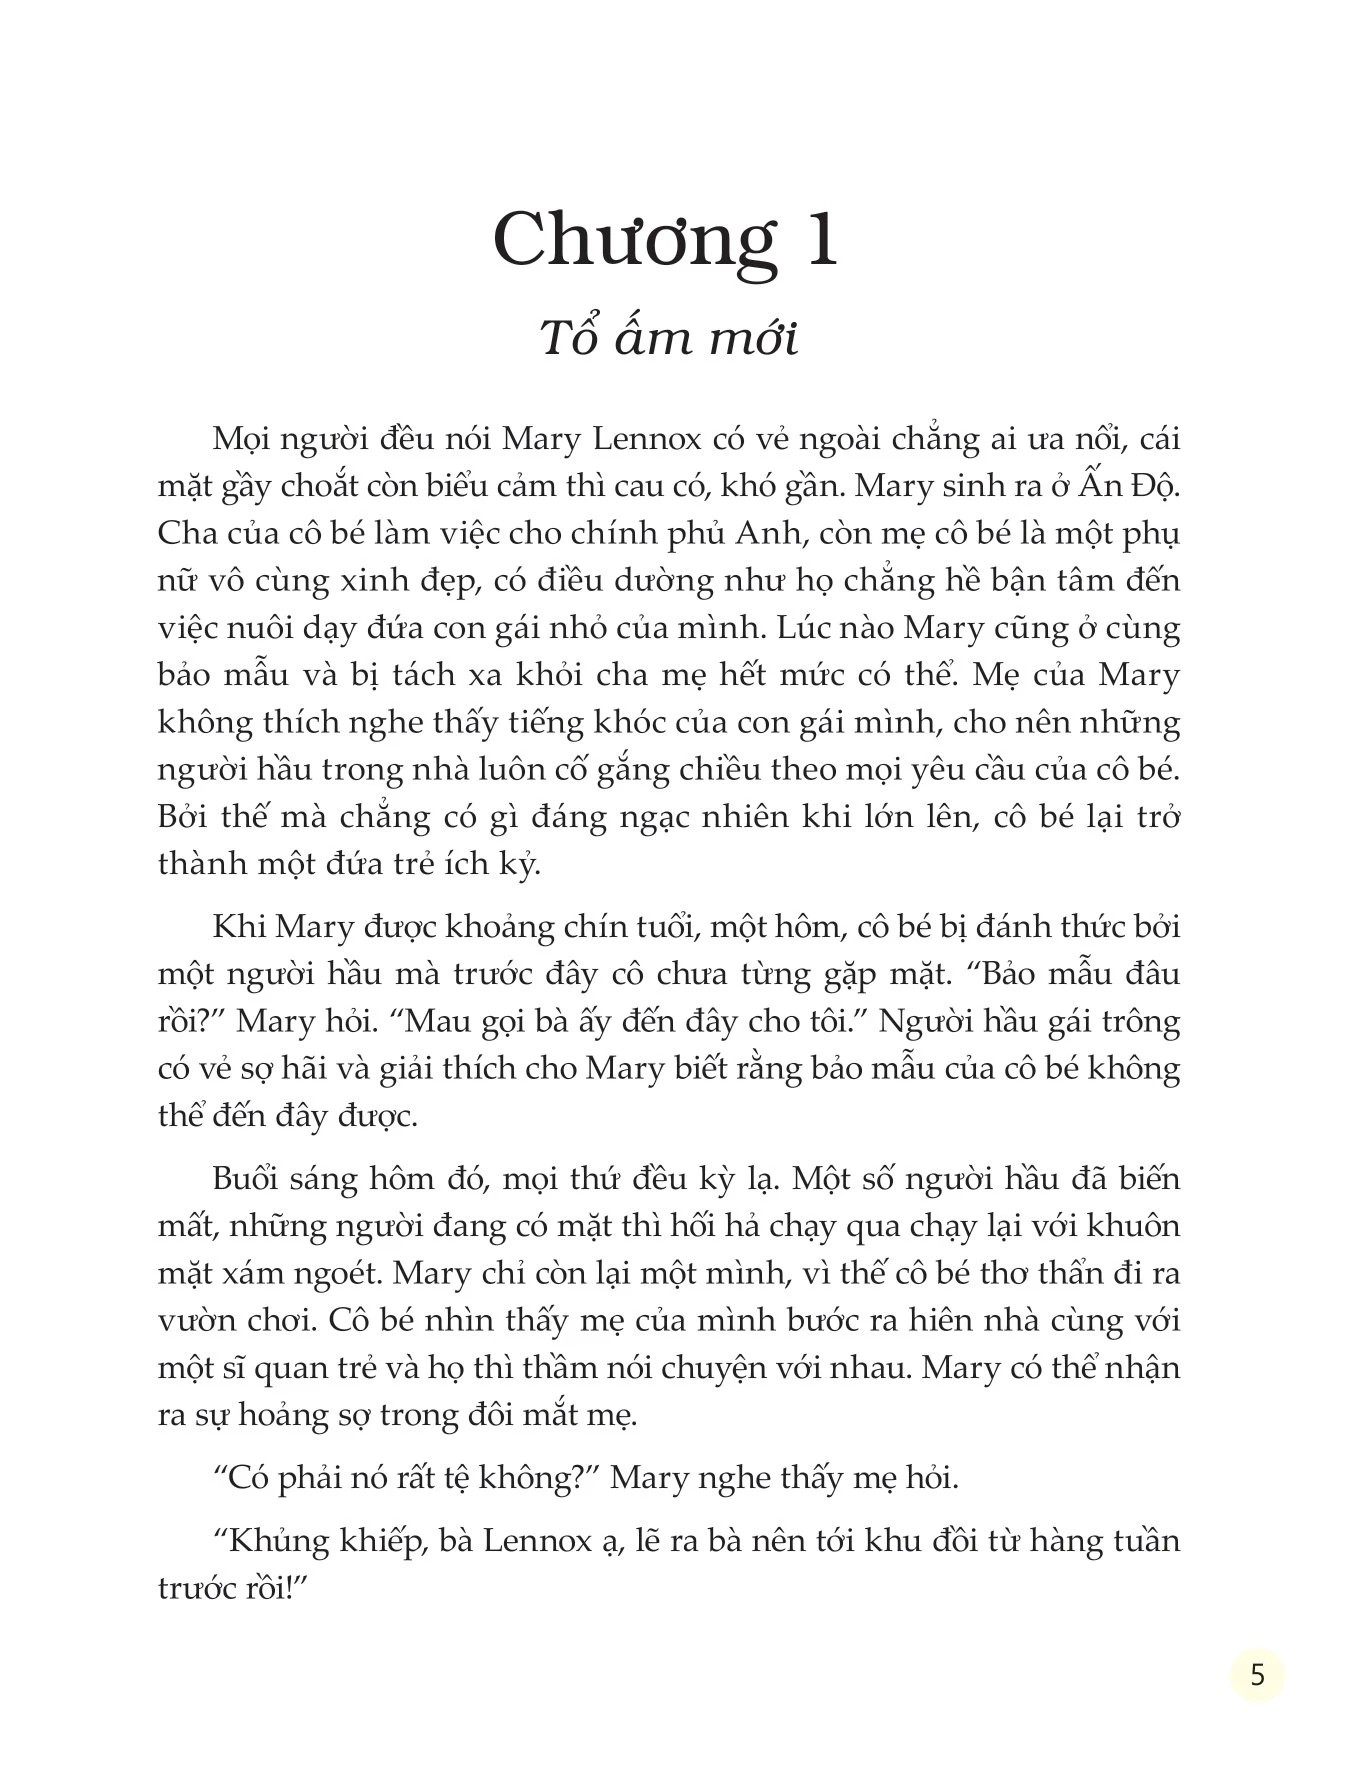 Chương 1
Tổ ấm mới
Mọi người đều nói Mary Lennox có vẻ ngoài chẳng ai ưa nổi, cái
mặt gầy choắt còn biểu cảm thì cau có, khó gần. Mary sinh ra ở Ấn Độ.
Cha của cô bé làm việc cho chính phủ Anh, còn mẹ cô bé là một phụ
nữ vô cùng xinh đẹp, có điều dường như họ chẳng hề bận tâm đến
việc nuôi dạy đứa con gái nhỏ của mình. Lúc nào Mary cũng ở cùng
bảo mẫu và bị tách xa khỏi cha mẹ hết mức có thể. Mẹ của Mary
không thích nghe thấy tiếng khóc của con gái mình, cho nên những
người hầu trong nhà luôn cố gắng chiều theo mọi yêu cầu của cô bé.
Bởi thế mà chẳng có gì đáng ngạc nhiên khi lớn lên, cô bé lại trở
thành một đứa trẻ ích kỷ.
Khi Mary được khoảng chín tuổi, một hôm, cô bé bị đánh thức bởi
một người hầu mà trước đây cô chưa từng gặp mặt. “Bảo mẫu đâu
rồi?” Mary hỏi. “Mau gọi bà ấy đến đây cho tôi.” Người hầu gái trông
có vẻ sợ hãi và giải thích cho Mary biết rằng bảo mẫu của cô bé không
thể đến đây được.
Buổi sáng hôm đó, mọi thứ đều kỳ lạ. Một số người hầu đã biến
mất, những người đang có mặt thì hối hả chạy qua chạy lại với khuôn
mặt xám ngoét. Mary chỉ còn lại một mình, vì thế cô bé thơ thẩn đi ra
vườn chơi. Cô bé nhìn thấy mẹ của mình bước ra hiên nhà cùng với
một sĩ quan trẻ và họ thì thầm nói chuyện với nhau. Mary có thể nhận
ra sự hoảng sợ trong đôi mắt mẹ.
“Có phải nó rất tệ không?” Mary nghe thấy mẹ hỏi.
“Khủng khiếp, bà Lennox ạ, lẽ ra bà nên tới khu đồi từ hàng tuần
trước rồi!”
5